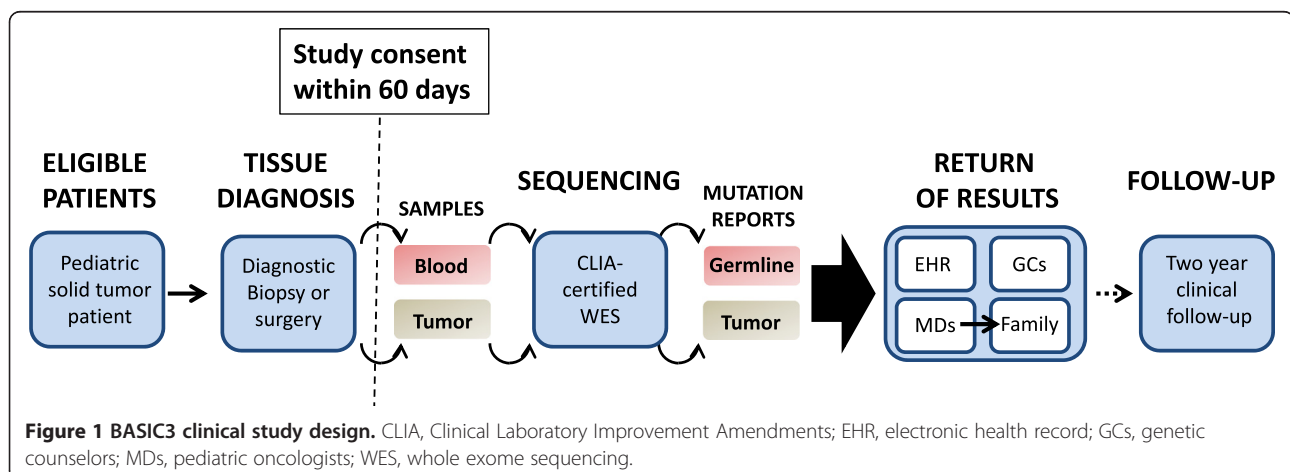 Study consent
within 60 days
ELIGIBLE
PATIENTS
TISSUE
DIAGNOSIS
SAMPLES
SEQUENCING
MUTATION
REPORTS
RETURN
OF RESULTS
FOLLOW-UP
Pediatric
solid tumor
patient
Diagnostic
Biopsy or
surgery
Blood
Tumor
CLIA-
certified
WES
Germline
Tumor
EHR
GCs
MDs
Family
Two year
clinical
follow-up
Figure 1 BASIC3 clinical study design. CLIA, Clinical Laboratory Improvement Amendments; EHR, electronic health record; GCs, genetic
counselors; MDs, pediatric oncologists; WES, whole exome sequencing.